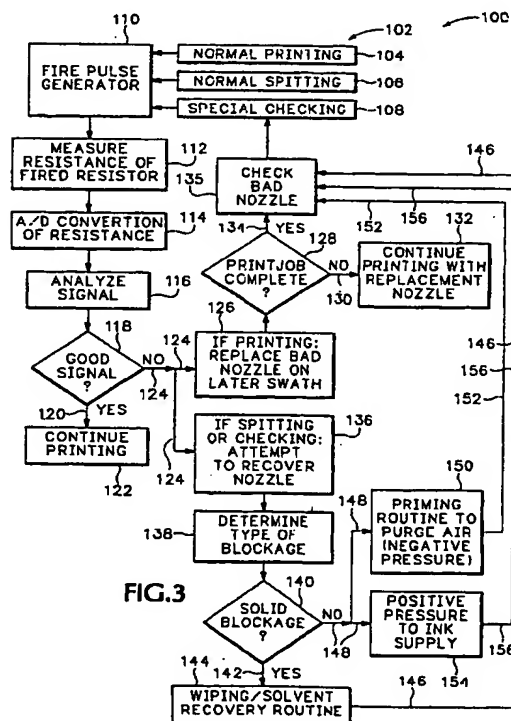 100
102
110
FIRE PULSE
GENERATOR
NORMAL PRINTING
104
NORMAL SPITTING
106
SPECIAL CHECKING
108
MEASURE
RESISTANCE OF
FIRED RESISTOR
112
A/D CONVERTION
OF RESISTANCE
114
ANALYZE
SIGNAL
116
118
GOOD
SIGNAL
?
NO
124
124
120
YES
CONTINUE
PRINTING
122
135
CHECK
BAD
NOZZLE
146
156
152
134
YES
128
PRINTJOB
COMPLETE
?
NO
130
132
CONTINUE
PRINTING WITH
REPLACEMENT
NOZZLE
126
IF PRINTING:
REPLACE BAD
NOZZLE ON
LATER SWATH
146
156
152
124
136
IF SPITTING
OR CHECKING:
ATTEMPT
TO RECOVER
NOZZLE
138
DETERMINE
TYPE OF
BLOCKAGE
FIG.3
140
SOLID
BLOCKAGE
?
NO
148
148
150
PRIMING
ROUTINE TO
PURGE AIR
(NEGATIVE
PRESSURE)
POSITIVE
PRESSURE
TO INK
SUPPLY
154
156
142
YES
144
WIPING/SOLVENT
RECOVERY ROUTINE
146